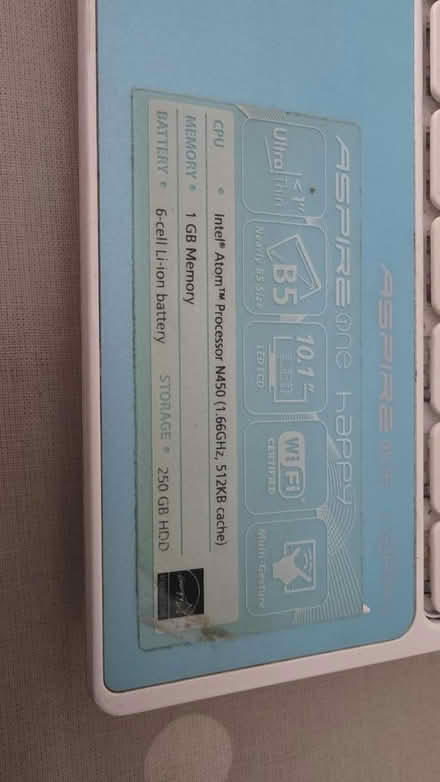 ASPIRE one
ASPIRE one happy
<1"
Ultra Thin
B5
Nearly B5 Size
10.1"
LED LCD
Wi Fi
CERTIFIED
Multi-Gesture
CPU Intel® Atom™ Processor N450 (1.66GHz, 512KB cache)
MEMORY 1 GB Memory
BATTERY 6-cell Li-ion battery STORAGE 250 GB HDD